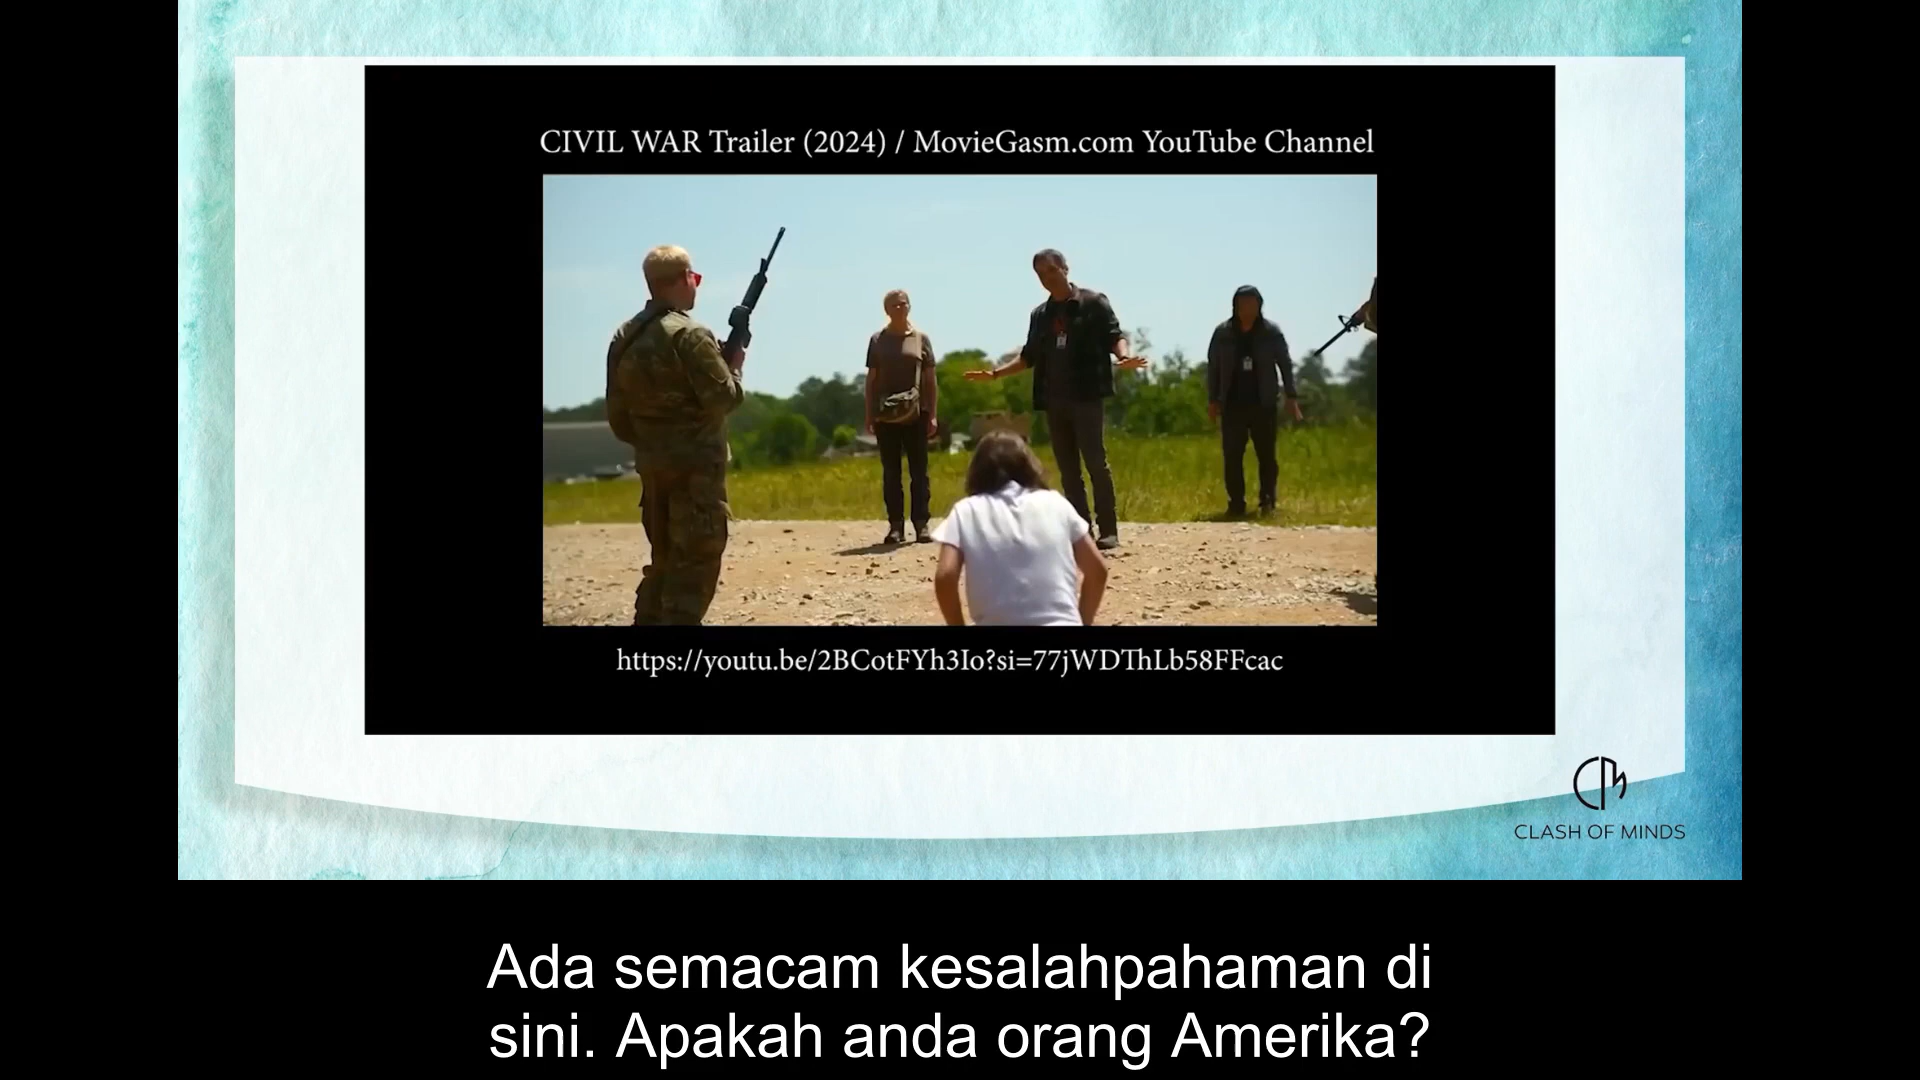 CIVIL WAR Trailer (2024) / MovieGasm.com YouTube Channel
https://youtu.be/2BCotFYh3Io?si=77jWDThLb58FFcac
CLASH OF MINDS
Ada semacam kesalahpahaman di
sini. Apakah anda orang Amerika?